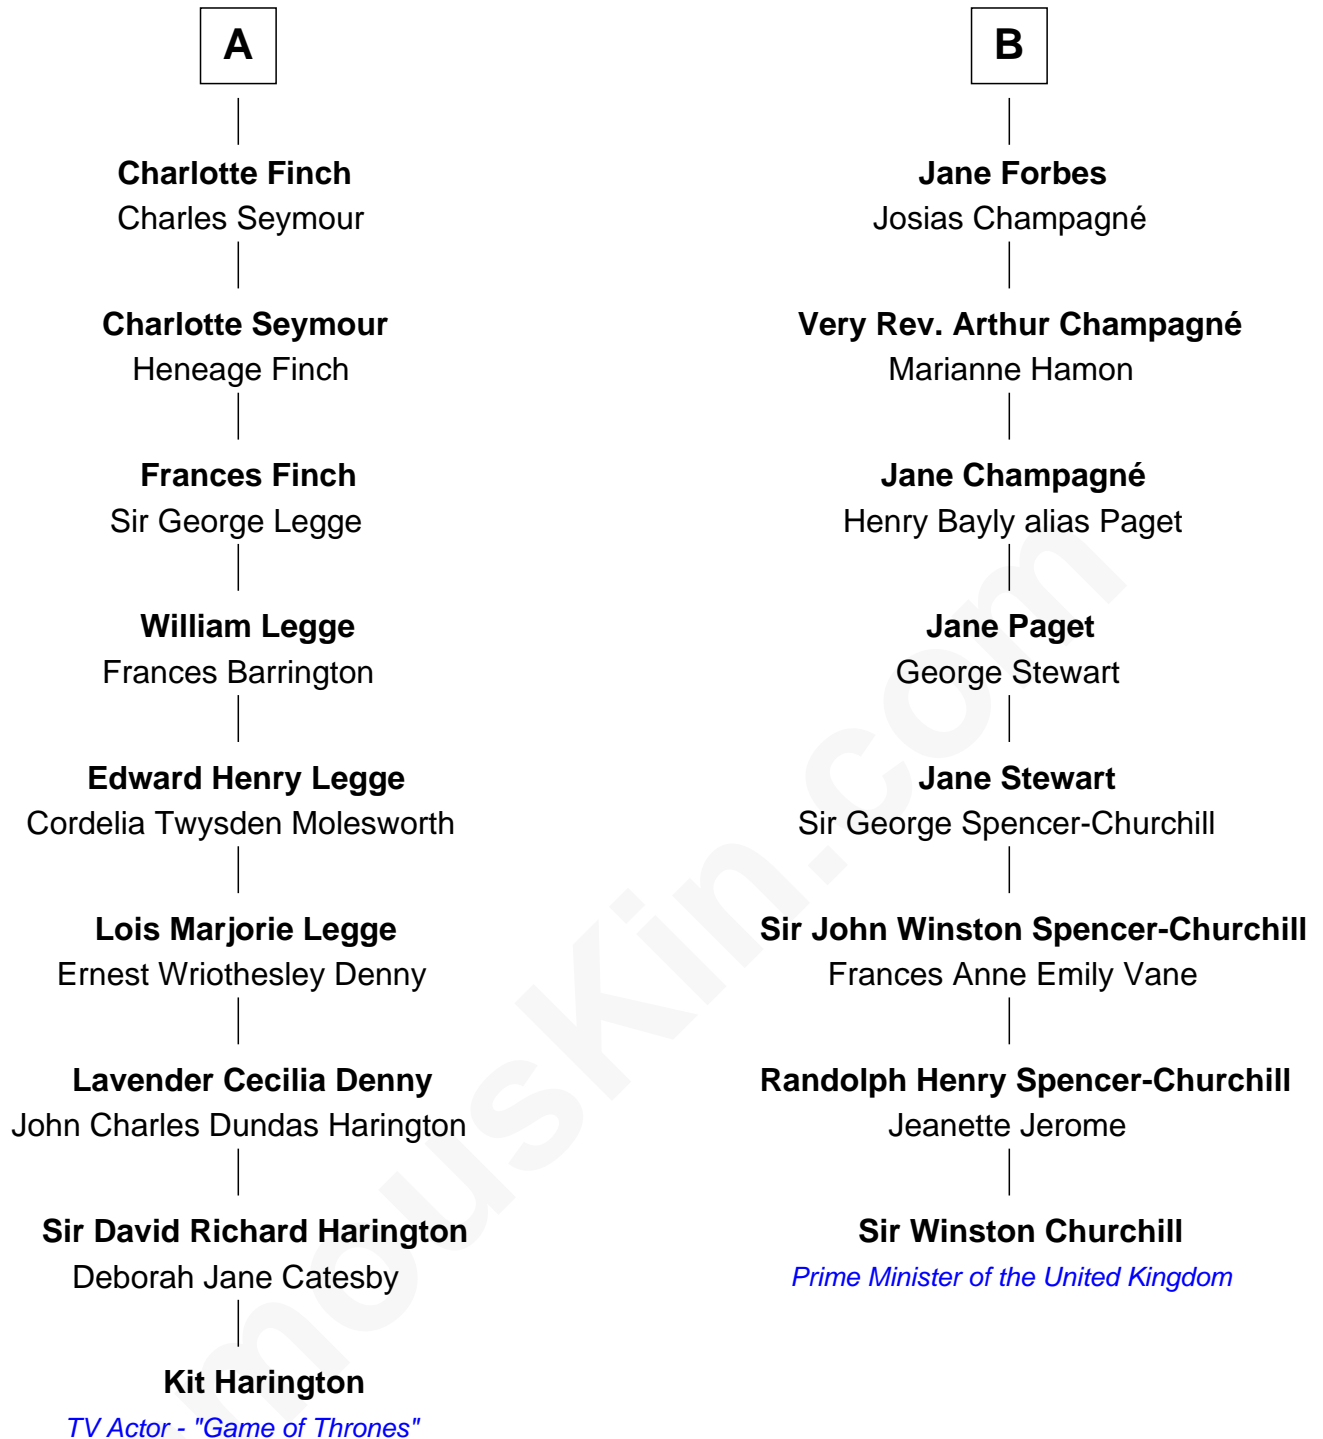 A
Charlotte Finch
Charles Seymour
Charlotte Seymour
Heneage Finch
Frances Finch
Sir George Legge
William Legge
Frances Barrington
Edward Henry Legge
Cordelia Twysden Molesworth
Lois Marjorie Legge
Ernest Wriothesley Denny
Lavender Cecilia Denny
John Charles Dundas Harington
Sir David Richard Harington
Deborah Jane Catesby
Kit Harington
TV Actor - "Game of Thrones"
B
Jane Forbes
Josias Champagné
Very Rev. Arthur Champagné
Marianne Hamon
Jane Champagné
Henry Bayly alias Paget
Jane Paget
George Stewart
Jane Stewart
Sir George Spencer-Churchill
Sir John Winston Spencer-Churchill
Frances Anne Emily Vane
Randolph Henry Spencer-Churchill
Jeanette Jerome
Sir Winston Churchill
Prime Minister of the United Kingdom
mouskin.com